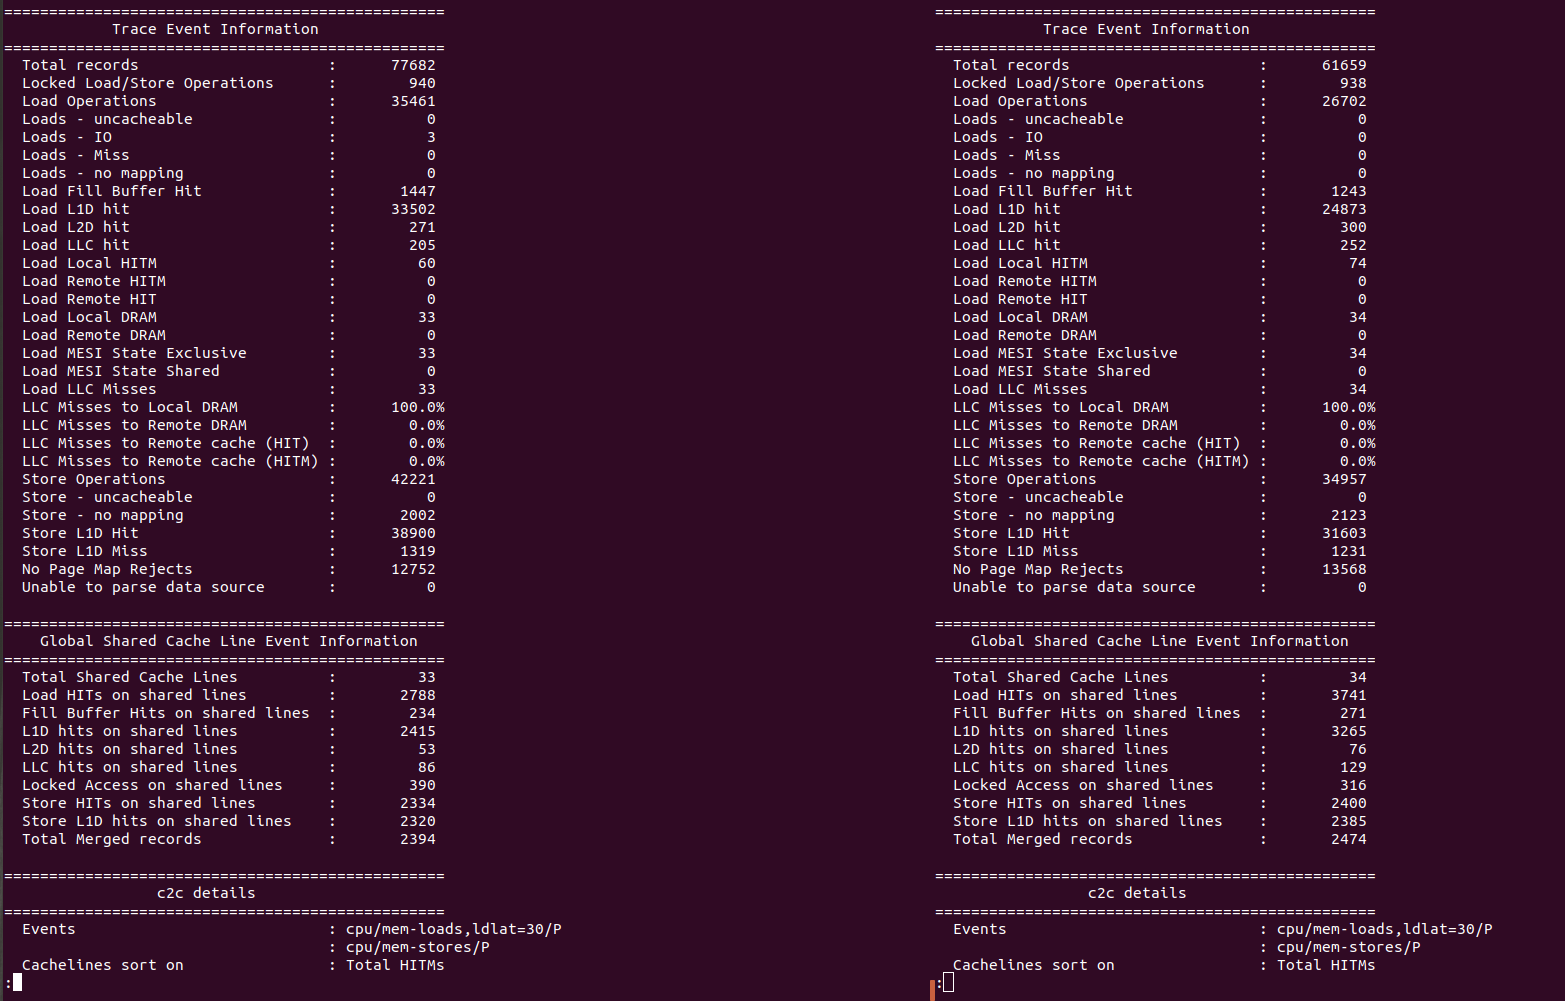 =================================================
            Trace Event Information
=================================================
  Total records                     :      77682
  Locked Load/Store Operations      :        940
  Load Operations                   :      35461
  Loads - uncacheable               :          0
  Loads - IO                        :          3
  Loads - Miss                      :          0
  Loads - no mapping                :          0
  Load Fill Buffer Hit              :       1447
  Load L1D hit                      :      33502
  Load L2D hit                      :        271
  Load LLC hit                      :        205
  Load Local HITM                   :         60
  Load Remote HITM                  :          0
  Load Remote HIT                   :          0
  Load Local DRAM                   :         33
  Load Remote DRAM                  :          0
  Load MESI State Exclusive         :         33
  Load MESI State Shared            :          0
  Load LLC Misses                   :         33
  LLC Misses to Local DRAM          :      100.0%
  LLC Misses to Remote DRAM         :        0.0%
  LLC Misses to Remote cache (HIT)  :        0.0%
  LLC Misses to Remote cache (HITM) :        0.0%
  Store Operations                  :      42221
  Store - uncacheable               :          0
  Store - no mapping                :       2002
  Store L1D Hit                     :      38900
  Store L1D Miss                    :       1319
  No Page Map Rejects               :      12752
  Unable to parse data source       :          0

=================================================
    Global Shared Cache Line Event Information
=================================================
  Total Shared Cache Lines          :         33
  Load HITs on shared lines         :       2788
  Fill Buffer Hits on shared lines  :        234
  L1D hits on shared lines          :       2415
  L2D hits on shared lines          :         53
  LLC hits on shared lines          :         86
  Locked Access on shared lines     :        390
  Store HITs on shared lines        :       2334
  Store L1D hits on shared lines    :       2320
  Total Merged records              :       2394

=================================================
                 c2c details
=================================================
  Events                            : cpu/mem-loads,ldlat=30/P
                                    : cpu/mem-stores/P
  Cachelines sort on                : Total HITMs
:
=================================================
            Trace Event Information
=================================================
  Total records                     :      61659
  Locked Load/Store Operations      :        938
  Load Operations                   :      26702
  Loads - uncacheable               :          0
  Loads - IO                        :          0
  Loads - Miss                      :          0
  Loads - no mapping                :          0
  Load Fill Buffer Hit              :       1243
  Load L1D hit                      :      24873
  Load L2D hit                      :        300
  Load LLC hit                      :        252
  Load Local HITM                   :         74
  Load Remote HITM                  :          0
  Load Remote HIT                   :          0
  Load Local DRAM                   :         34
  Load Remote DRAM                  :          0
  Load MESI State Exclusive         :         34
  Load MESI State Shared            :          0
  Load LLC Misses                   :         34
  LLC Misses to Local DRAM          :      100.0%
  LLC Misses to Remote DRAM         :        0.0%
  LLC Misses to Remote cache (HIT)  :        0.0%
  LLC Misses to Remote cache (HITM) :        0.0%
  Store Operations                  :      34957
  Store - uncacheable               :          0
  Store - no mapping                :       2123
  Store L1D Hit                     :      31603
  Store L1D Miss                    :       1231
  No Page Map Rejects               :      13568
  Unable to parse data source       :          0

=================================================
    Global Shared Cache Line Event Information
=================================================
  Total Shared Cache Lines          :         34
  Load HITs on shared lines         :       3741
  Fill Buffer Hits on shared lines  :        271
  L1D hits on shared lines          :       3265
  L2D hits on shared lines          :         76
  LLC hits on shared lines          :        129
  Locked Access on shared lines     :        316
  Store HITs on shared lines        :       2400
  Store L1D hits on shared lines    :       2385
  Total Merged records              :       2474

=================================================
                 c2c details
=================================================
  Events                            : cpu/mem-loads,ldlat=30/P
                                    : cpu/mem-stores/P
  Cachelines sort on                : Total HITMs
: